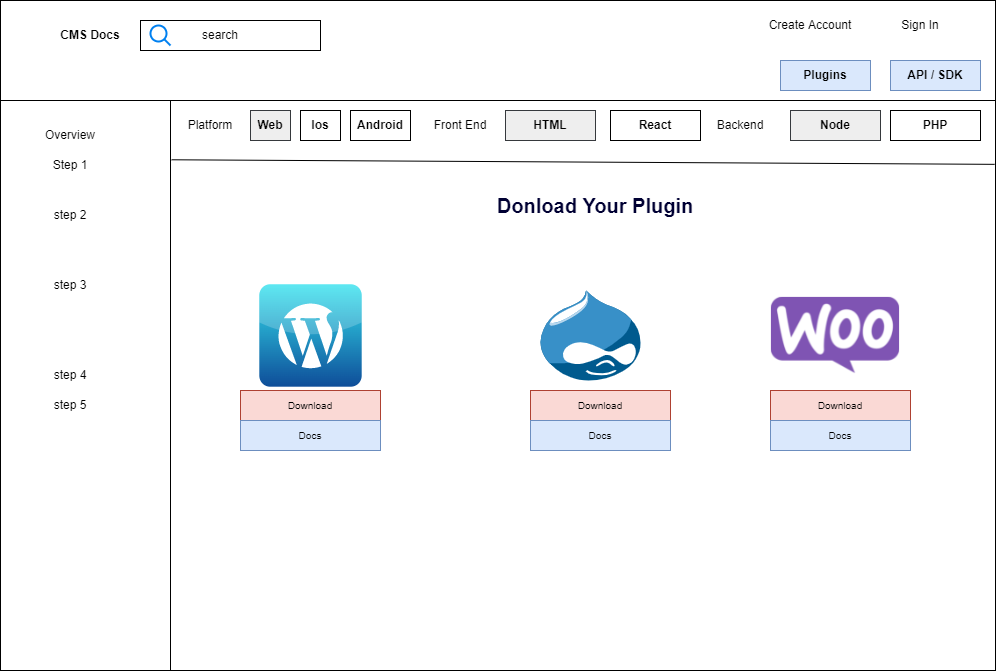 CMS Docs
search
Create Account
Sign In
Plugins
API / SDK
Platform
Web
Ios
Android
Front End
HTML
React
Backend
Node
PHP
Overview
Step 1
step 2
step 3
step 4
step 5
Donload Your Plugin
W
WOO
Download
Docs
Download
Docs
Download
Docs